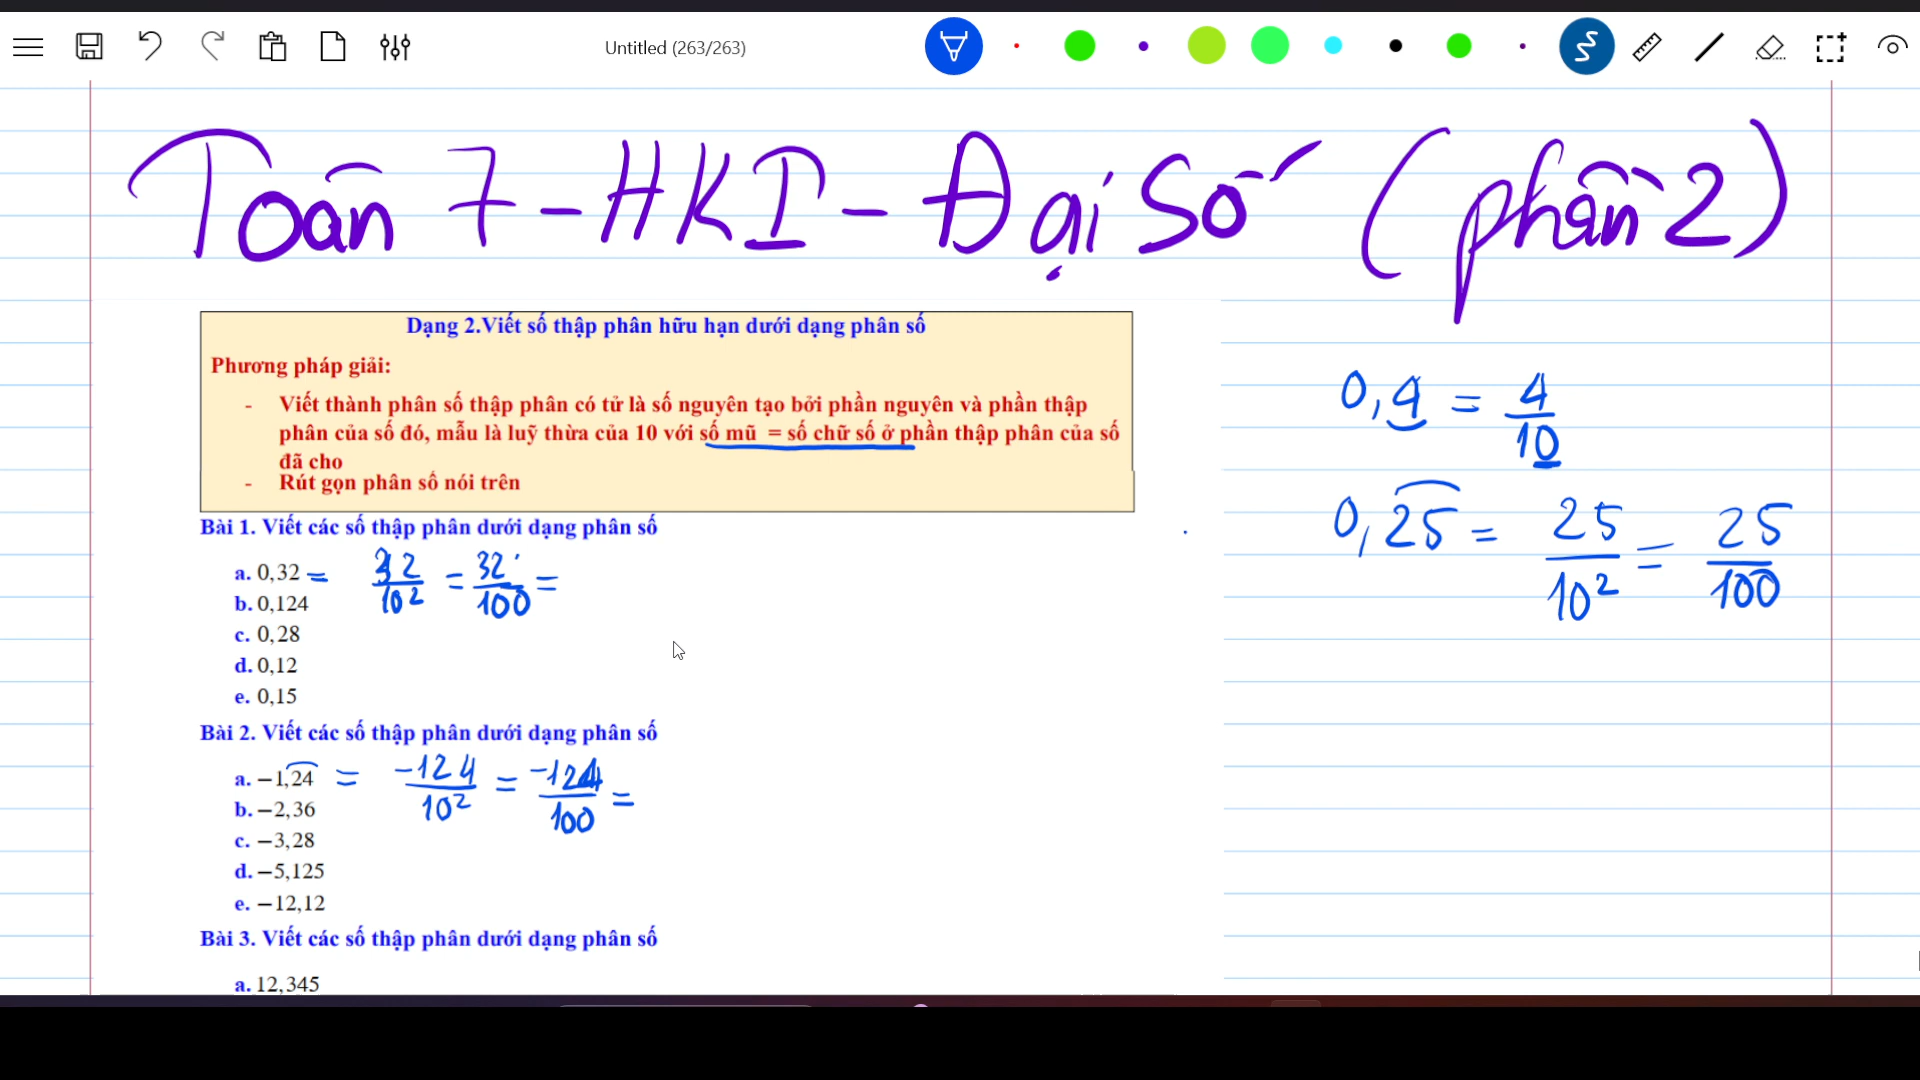 Untitled (263/263)
Toán 7 - HKI - Đại Số (phần 2)
Dạng 2.Viết số thập phân hữu hạn dưới dạng phân số
Phương pháp giải:
- Viết thành phân số thập phân có tử là số nguyên tạo bởi phần nguyên và phần thập
phân của số đó, mẫu là luỹ thừa của 10 với số mũ = số chữ số ở phần thập phân của số
đã cho
- Rút gọn phân số nói trên
0,4 = 4/10
0,25 = 25/10² = 25/100
Bài 1. Viết các số thập phân dưới dạng phân số
a. 0,32 = 32/10² = 32/100 =
b. 0,124
c. 0,28
d. 0,12
e. 0,15
Bài 2. Viết các số thập phân dưới dạng phân số
a. −1,24 = -124/10² = -124/100 =
b. −2,36
c. −3,28
d. −5,125
e. −12,12
Bài 3. Viết các số thập phân dưới dạng phân số
a. 12,345